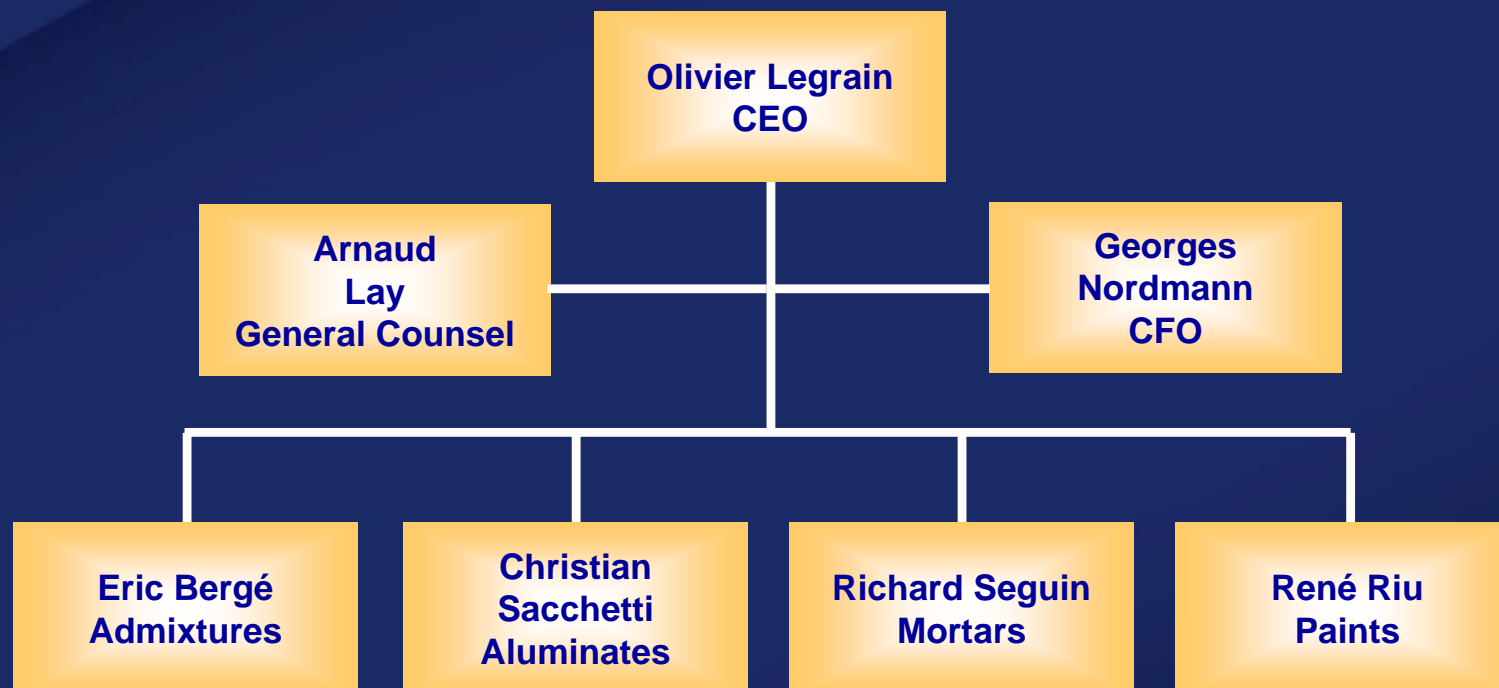 Olivier Legrain
CEO
Arnaud
Lay
General Counsel
Georges
Nordmann
CFO
Eric Bergé
Admixtures
Christian
Sacchetti
Aluminates
Richard Seguin
Mortars
René Riu
Paints